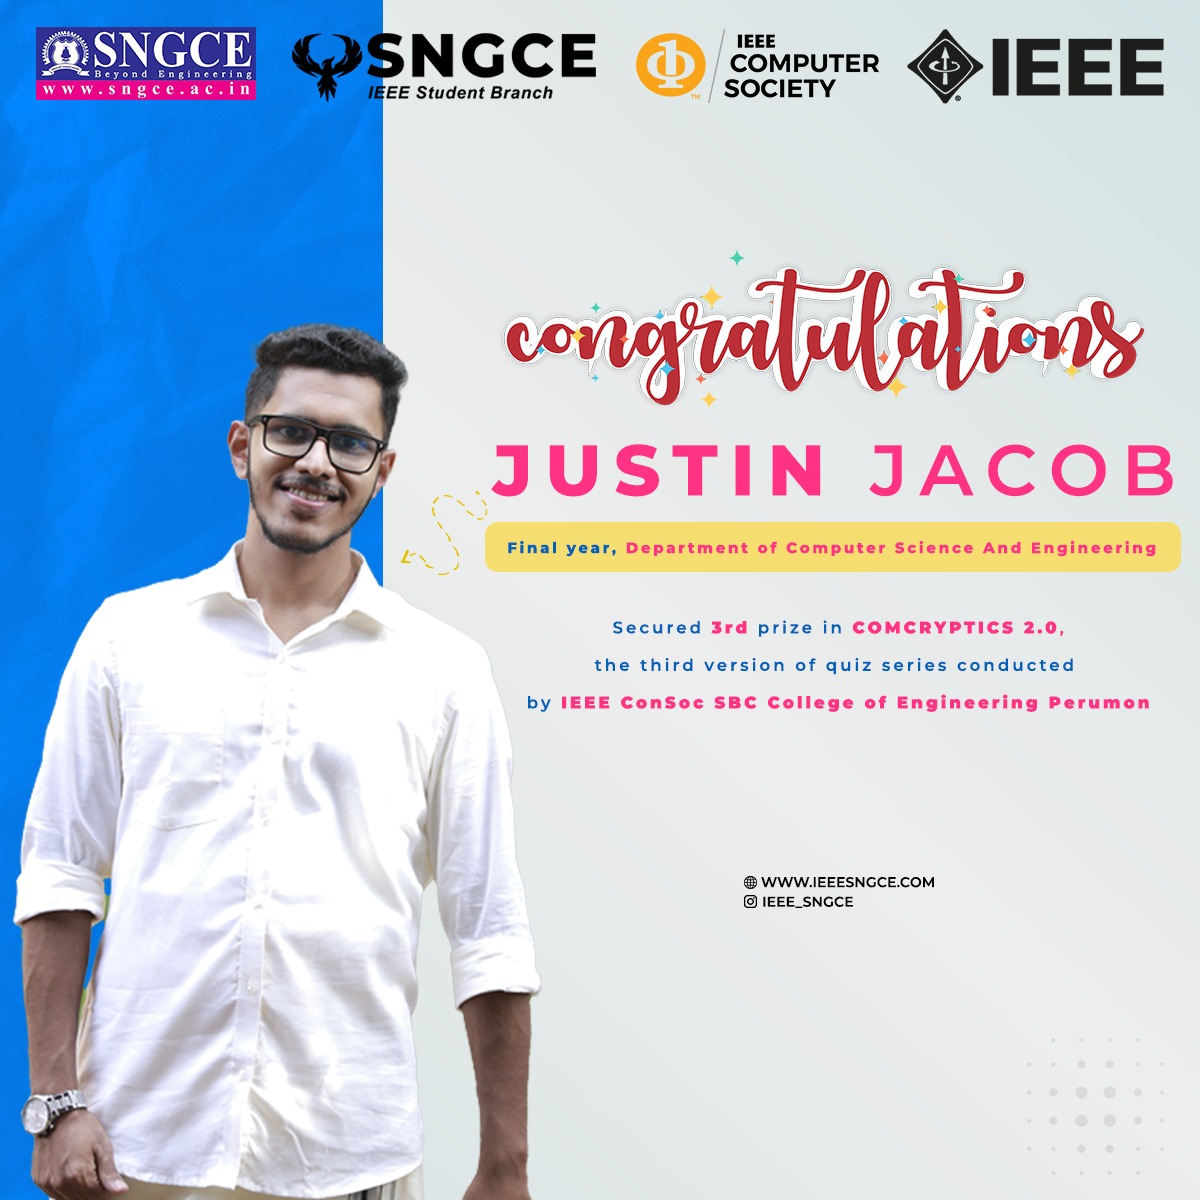 SNGCE
Beyond Engineering
www.sngce.ac.in
SNGCE
IEEE Student Branch
IEEE
COMPUTER
SOCIETY
TM
IEEE
congratulations
JUSTIN JACOB
Final year, Department of Computer Science And Engineering
Secured 3rd prize in COMCRYPTICS 2.0,
the third version of quiz series conducted
by IEEE ConSoc SBC College of Engineering Perumon
WWW.IEEESNGCE.COM
IEEE_SNGCE